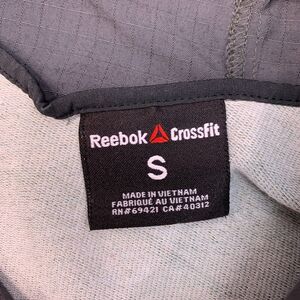 Reebok CrossFit
S
MADE IN VIETNAM
FABRIQUÉ AU VIETNAM
RN#69421 CA#40312